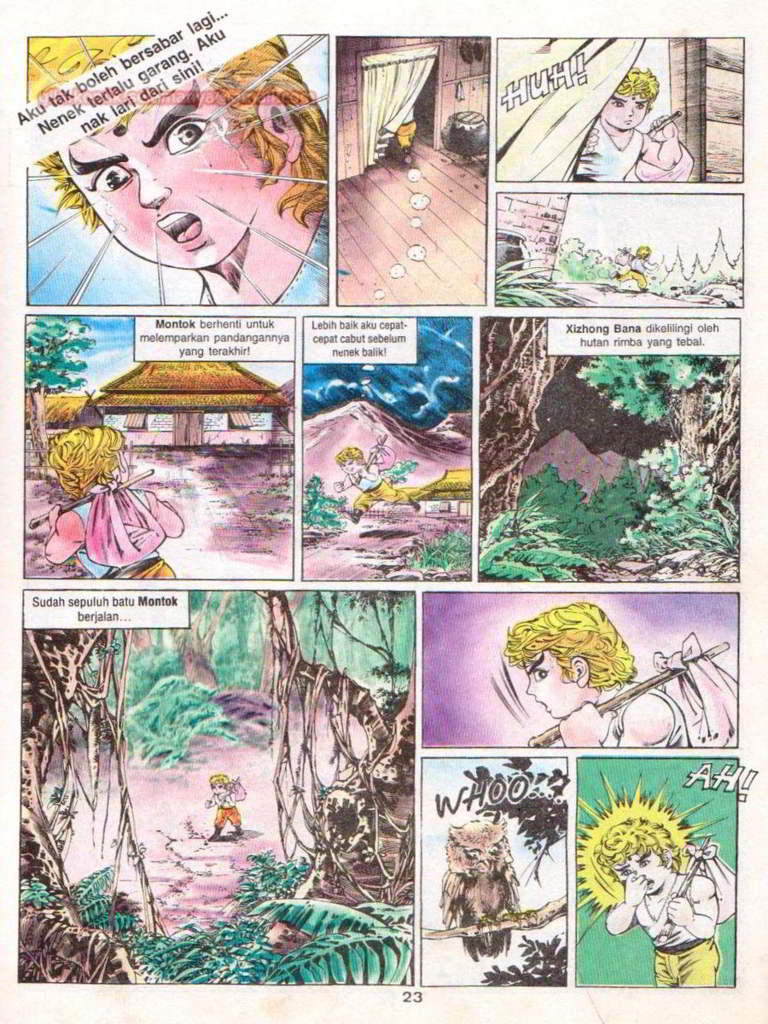 Aku tak boleh bersabar lagi...
Nenek terlalu garang. Aku
nak lari dari sini!
HUH!
Montok berhenti untuk
melemparkan pandangannya
yang terakhir!
Lebih baik aku cepat-
cepat cabut sebelum
nenek balik!
Xizhong Bana dikelilingi oleh
hutan rimba yang tebal.
Sudah sepuluh batu Montok
berjalan...
WHOO...
AH!
23